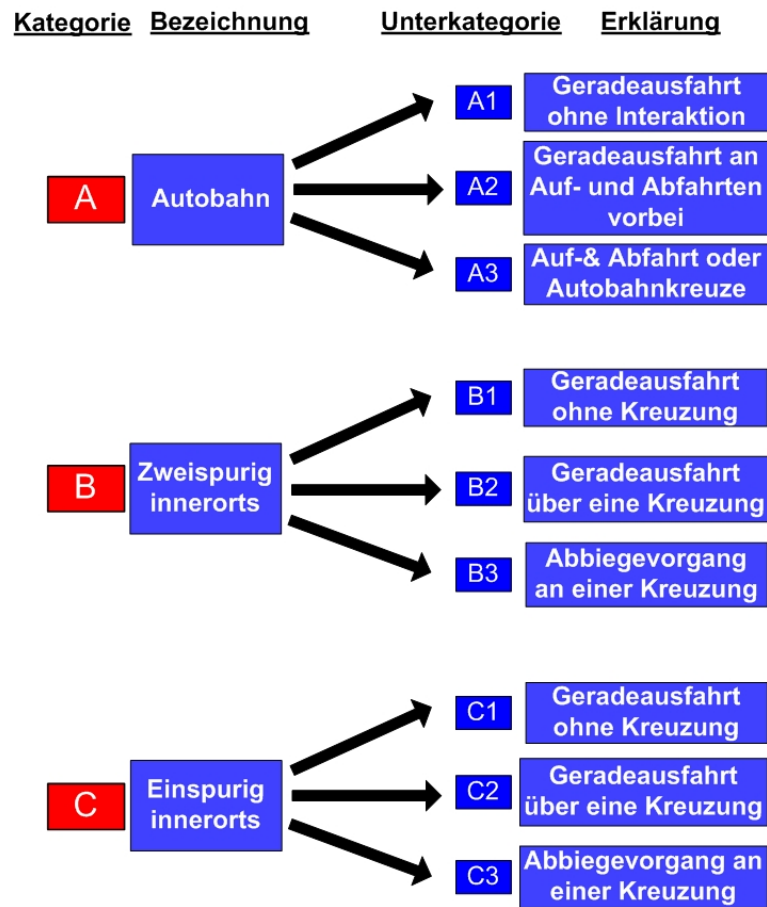 Kategorie Bezeichnung Unterkategorie Erklärung
A1 Geradeausfahrt
ohne Interaktion
A Autobahn
A2 Geradeausfahrt an
Auf- und Abfahrten
vorbei
A3 Auf-& Abfahrt oder
Autobahnkreuze
B1 Geradeausfahrt
ohne Kreuzung
B Zweispurig
innerorts
B2 Geradeausfahrt
über eine Kreuzung
B3 Abbiegevorgang
an einer Kreuzung
C1 Geradeausfahrt
ohne Kreuzung
C Einspurig
innerorts
C2 Geradeausfahrt
über eine Kreuzung
C3 Abbiegevorgang an
einer Kreuzung